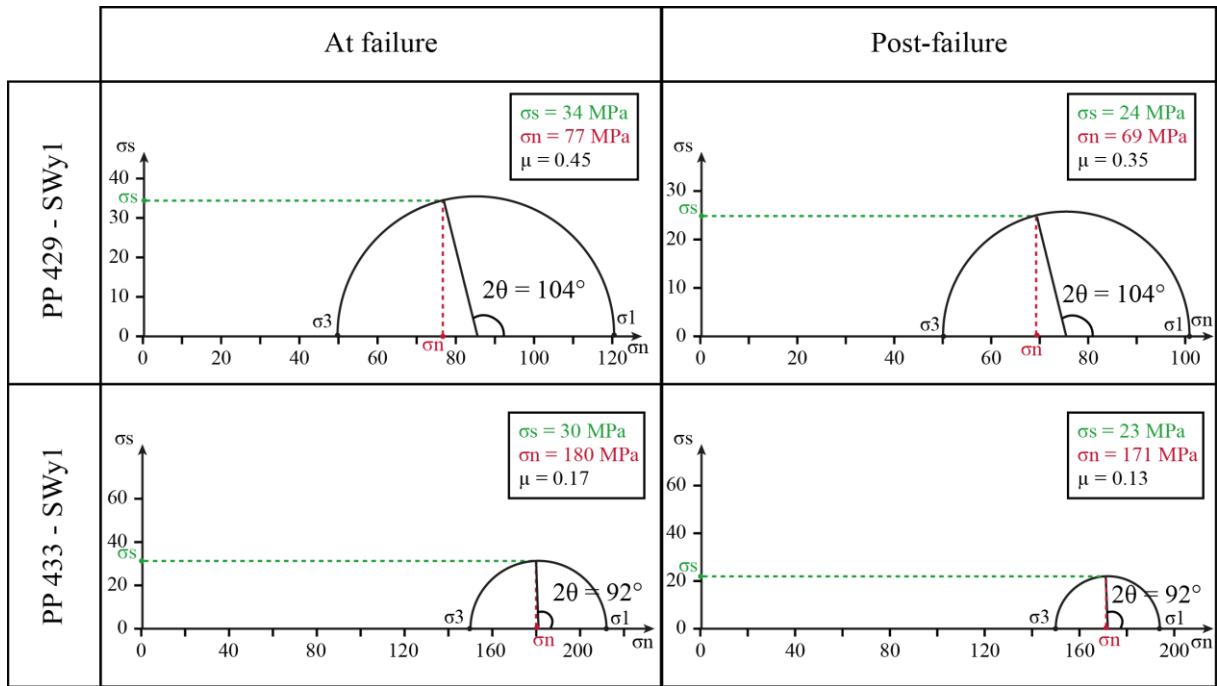 At failure
Post-failure
PP 429 - SWy1
σs = 34 MPa
σn = 77 MPa
μ = 0.45
σs
40
σs
30
20
10
0
σ3
2θ = 104°
σ1
0
20
40
60
σn
80
100
120
σn
σs = 24 MPa
σn = 69 MPa
μ = 0.35
σs
30
σs
20
10
0
σ3
2θ = 104°
σ1
σn
0
20
40
60
σn
80
100
PP 433 - SWy1
σs = 30 MPa
σn = 180 MPa
μ = 0.17
σs
60
40
σs
20
0
σ3
2θ = 92°
σ1
0
40
80
120
160
σn
200
σn
σs = 23 MPa
σn = 171 MPa
μ = 0.13
σs
60
40
σs
20
0
σ3
2θ = 92°
σ1
0
40
80
120
160
σn
200
σn